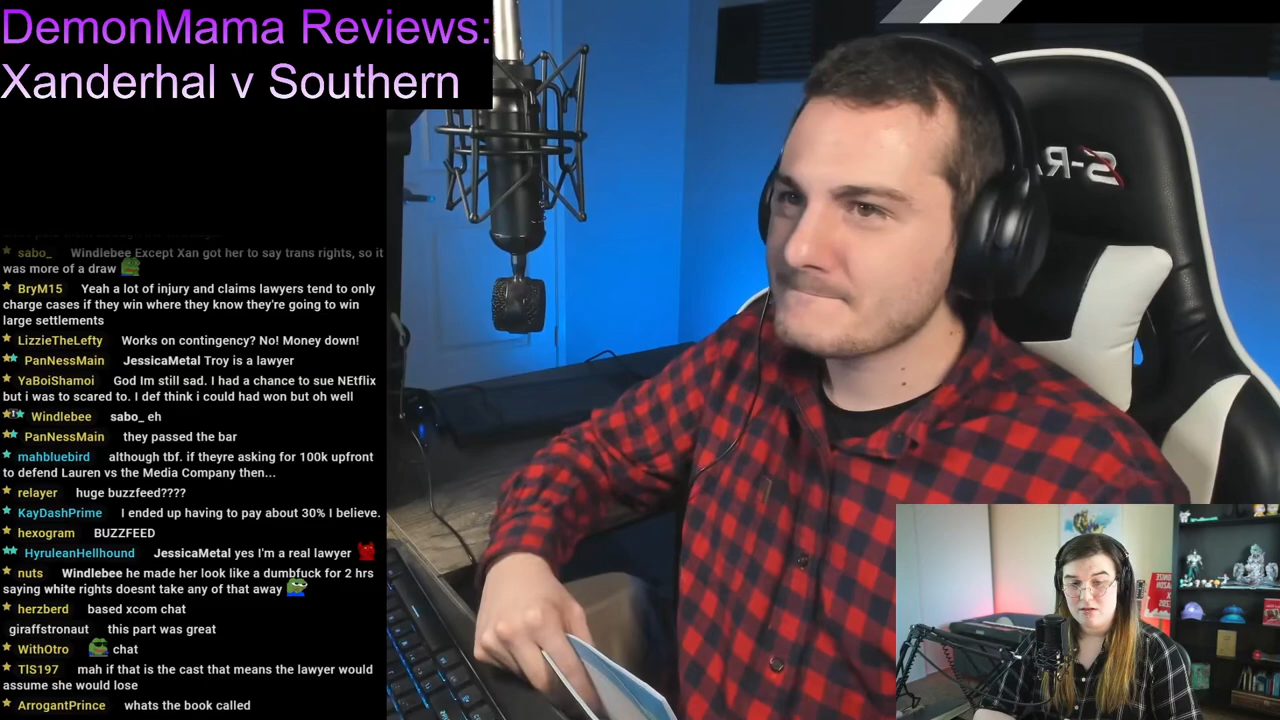 DemonMama Reviews:
Xanderhal v Southern
sabo_ Windlebee Except Xan got her to say trans rights, so it
was more of a draw
BryM15 Yeah a lot of injury and claims lawyers tend to only
charge cases if they win where they know they're going to win
large settlements
LizzieTheLefty Works on contingency? No! Money down!
PanNessMain JessicaMetal Troy is a lawyer
YaBoiShamoi God Im still sad. I had a chance to sue NEtflix
but i was to scared to. I def think i could had won but oh well
Windlebee sabo_ eh
PanNessMain they passed the bar
mahbluebird although tbf. if theyre asking for 100k upfront
to defend Lauren vs the Media Company then...
relayer huge buzzfeed????
KayDashPrime I ended up having to pay about 30% I believe.
hexogram BUZZFEED
HyruleanHellhound JessicaMetal yes I'm a real lawyer
nuts Windlebee he made her look like a dumbfuck for 2 hrs
saying white rights doesnt take any of that away
herzberd based xcom chat
giraffstronaut this part was great
WithOtro chat
TlS197 mah if that is the cast that means the lawyer would
assume she would lose
ArrogantPrince whats the book called